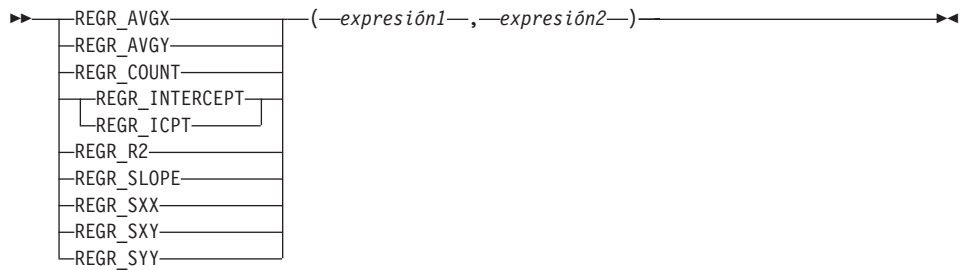 REGR_AVGX ( expresión1 , expresión2 )
REGR_AVGY
REGR_COUNT
REGR_INTERCEPT
REGR_ICPT
REGR_R2
REGR_SLOPE
REGR_SXX
REGR_SXY
REGR_SYY